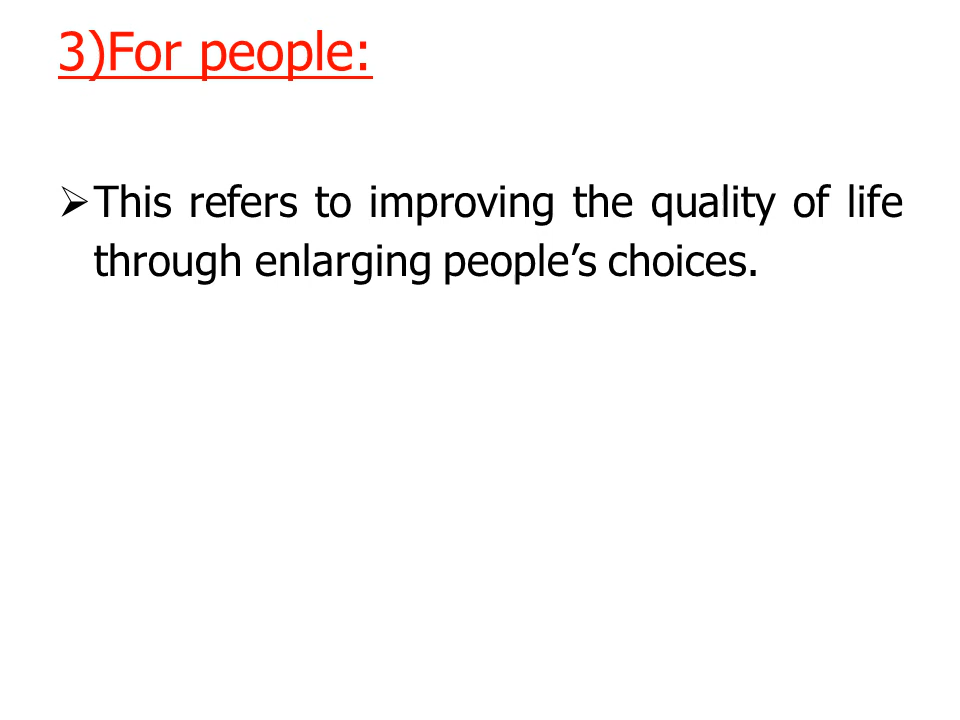 3)For people:
➢This refers to improving the quality of life
through enlarging people’s choices.